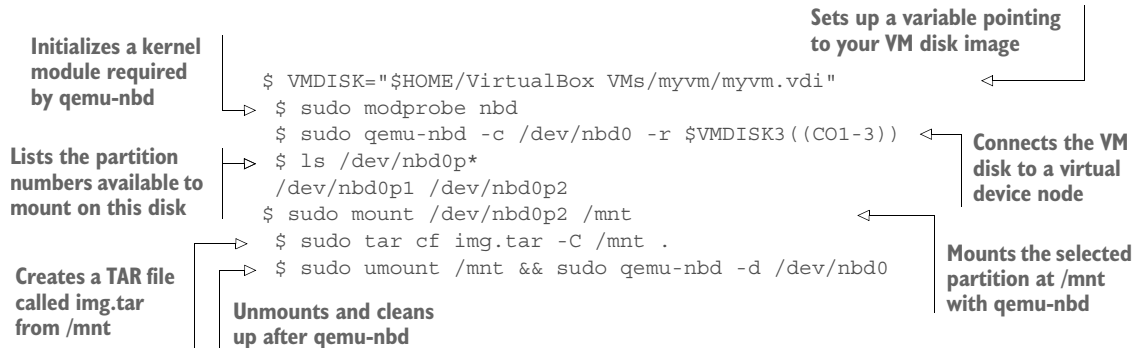 Sets up a variable pointing
to your VM disk image
Initializes a kernel
module required
by qemu-nbd
$ VMDISK="$HOME/VirtualBox VMs/myvm/myvm.vdi"
$ sudo modprobe nbd
$ sudo qemu-nbd -c /dev/nbd0 -r $VMDISK3((CO1-3))
Connects the VM
disk to a virtual
device node
Lists the partition
numbers available to
mount on this disk
$ ls /dev/nbd0p*
/dev/nbd0p1 /dev/nbd0p2
$ sudo mount /dev/nbd0p2 /mnt
$ sudo tar cf img.tar -C /mnt .
$ sudo umount /mnt && sudo qemu-nbd -d /dev/nbd0
Mounts the selected
partition at /mnt
with qemu-nbd
Creates a TAR file
called img.tar
from /mnt
Unmounts and cleans
up after qemu-nbd